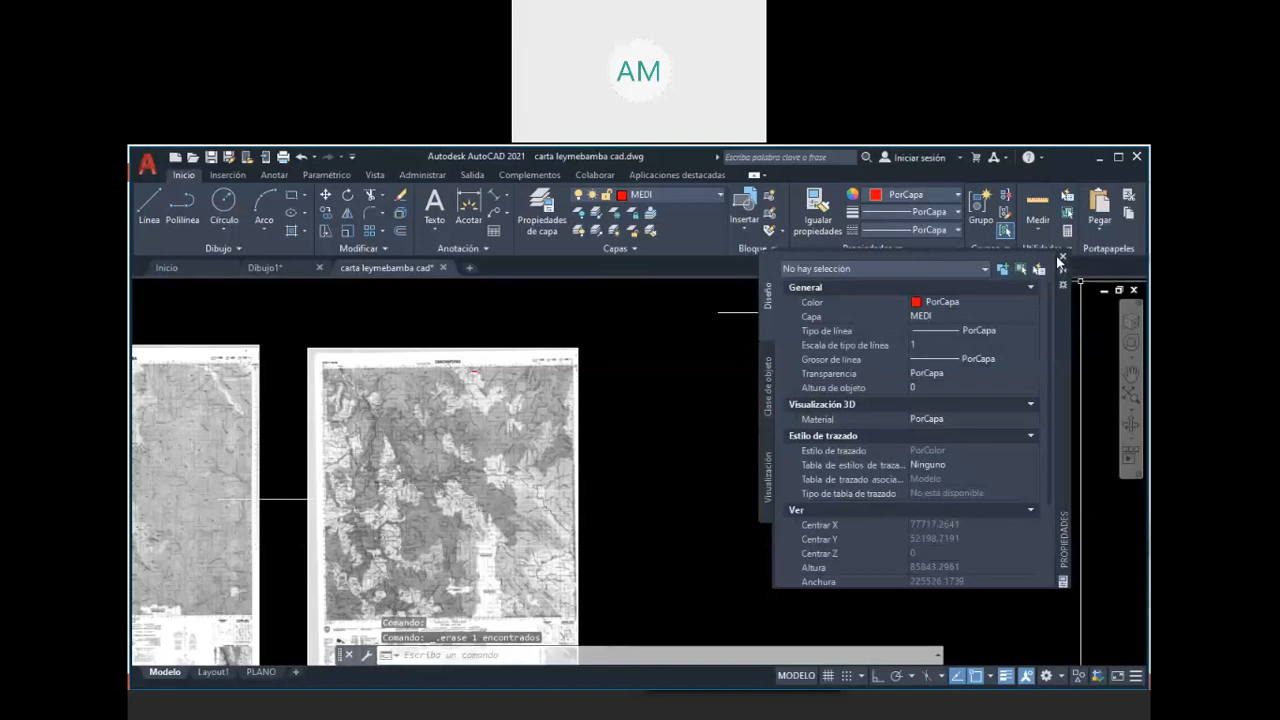 AM
Autodesk AutoCAD 2021 carta leymebamba cad.dwg
Escriba palabra clave o frase
Iniciar sesión
Inicio Inserción Anotar Paramétrico Vista Administrar Salida Complementos Colaborar Aplicaciones destacadas
MEDI
PorCapa
PorCapa
PorCapa
Línea Polilínea Círculo Arco Texto Acotar Propiedades de capa Insertar Igualar propiedades Grupo Medir Pegar
Dibujo Modificar Anotación Capas Bloque Portapapeles
Inicio Dibujo1* carta leymebamba cad*
No hay selección
Diseño
Clase de objeto
Visualización
General
Color PorCapa
Capa MEDI
Tipo de línea PorCapa
Escala de tipo de línea 1
Grosor de línea PorCapa
Transparencia PorCapa
Altura de objeto 0
Visualización 3D
Material PorCapa
Estilo de trazado
Estilo de trazado PorColor
Tabla de estilos de traza... Ninguno
Tabla de trazado asocia... Modelo
Tipo de tabla de trazado No está disponible
Ver
Centrar X 77717.2641
Centrar Y 52198.7191
Centrar Z 0
Altura 85843.2961
Anchura 225526.1739
PROPIEDADES
Comando:
Comando: _.erase 1 encontrados
Escriba un comando
Modelo Layout1 PLANO
MODELO